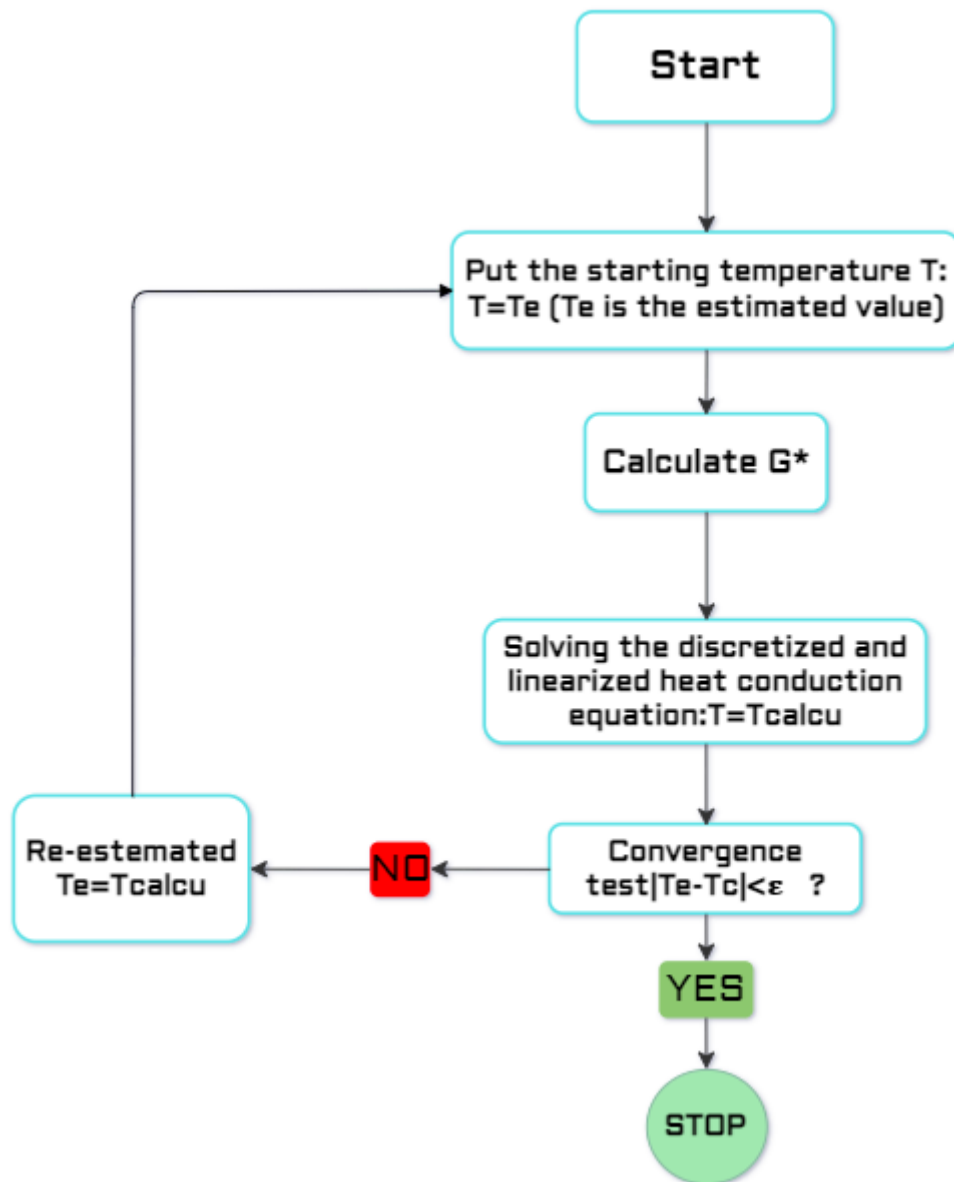 Start
Put the starting temperature T:
T=Te (Te is the estimated value)
Calculate G*
Solving the discretized and
linearized heat conduction
equation:T=Tcalcu
Convergence
test|Te-Tc|<ε ?
NO
Re-estemated
Te=Tcalcu
YES
STOP